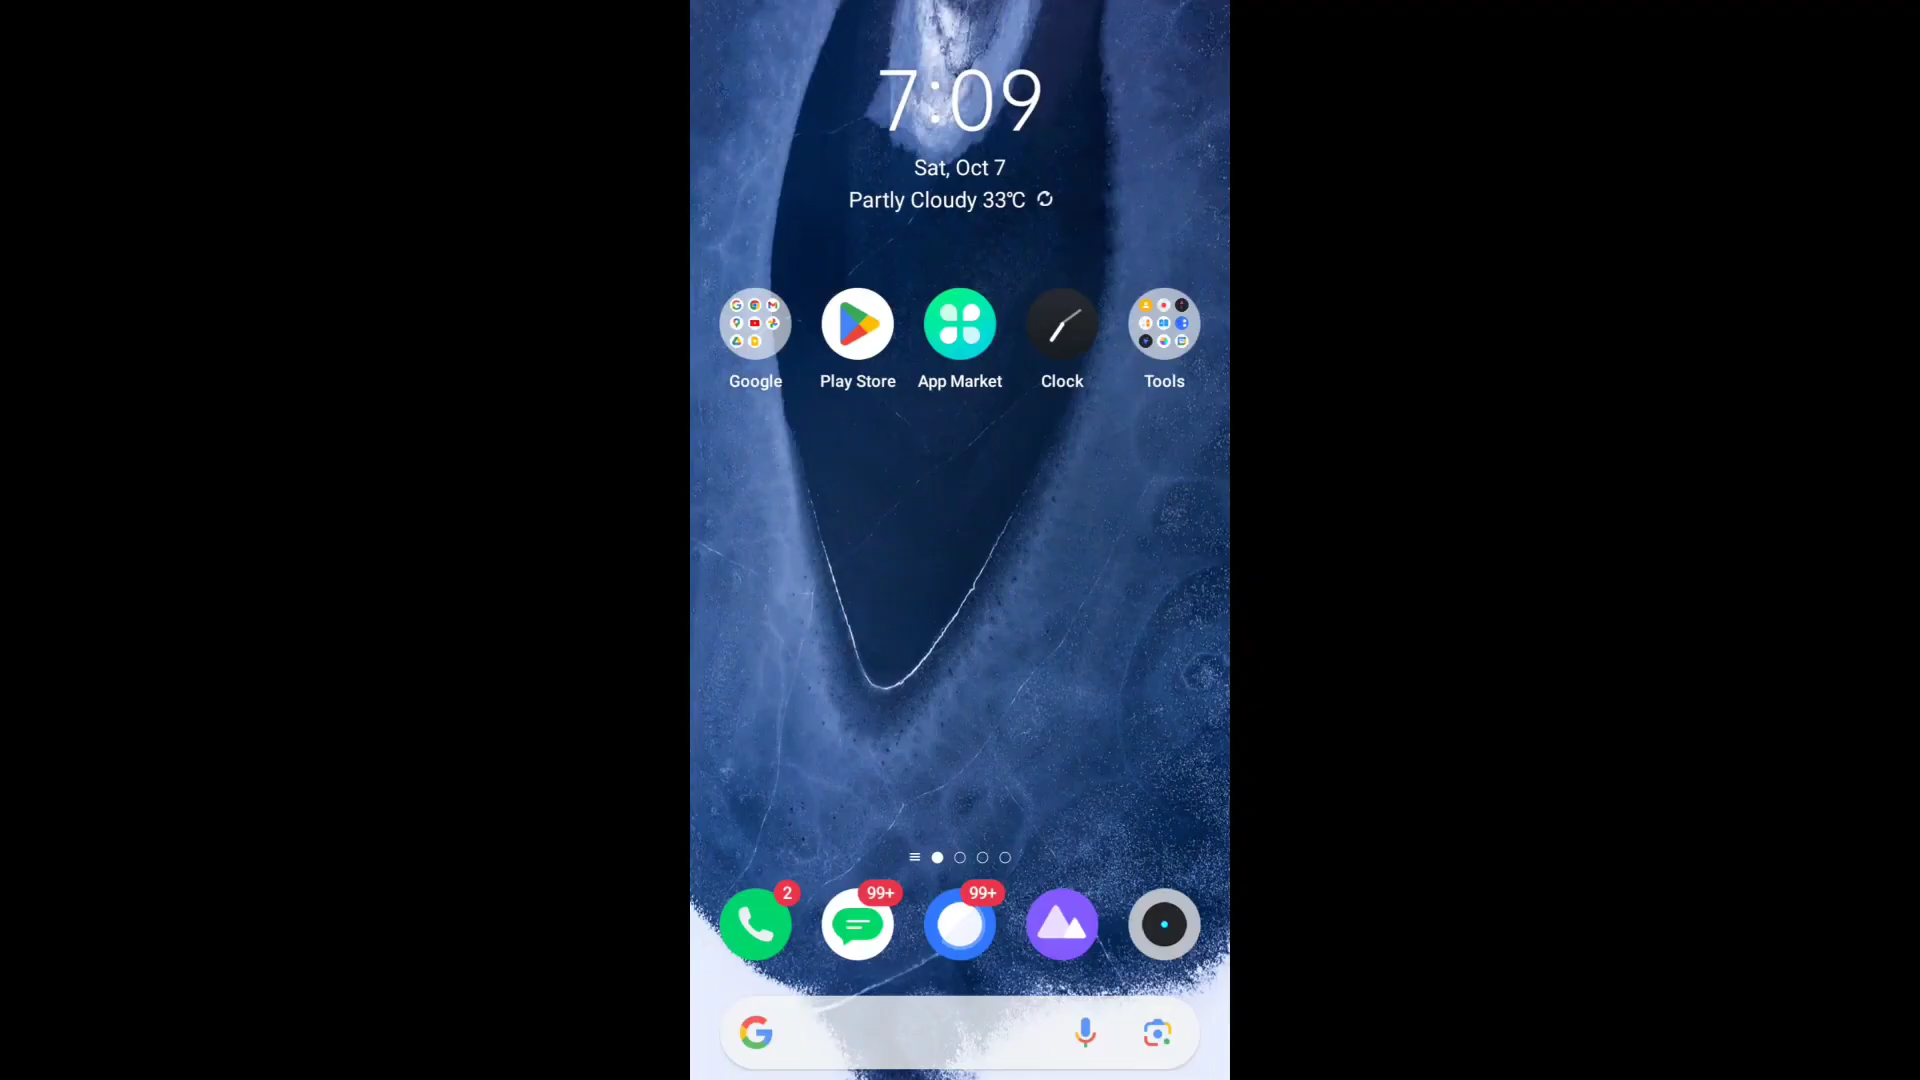 7:09
Sat, Oct 7
Partly Cloudy 33°C
Google
Play Store
App Market
Clock
Tools
2
99+
99+